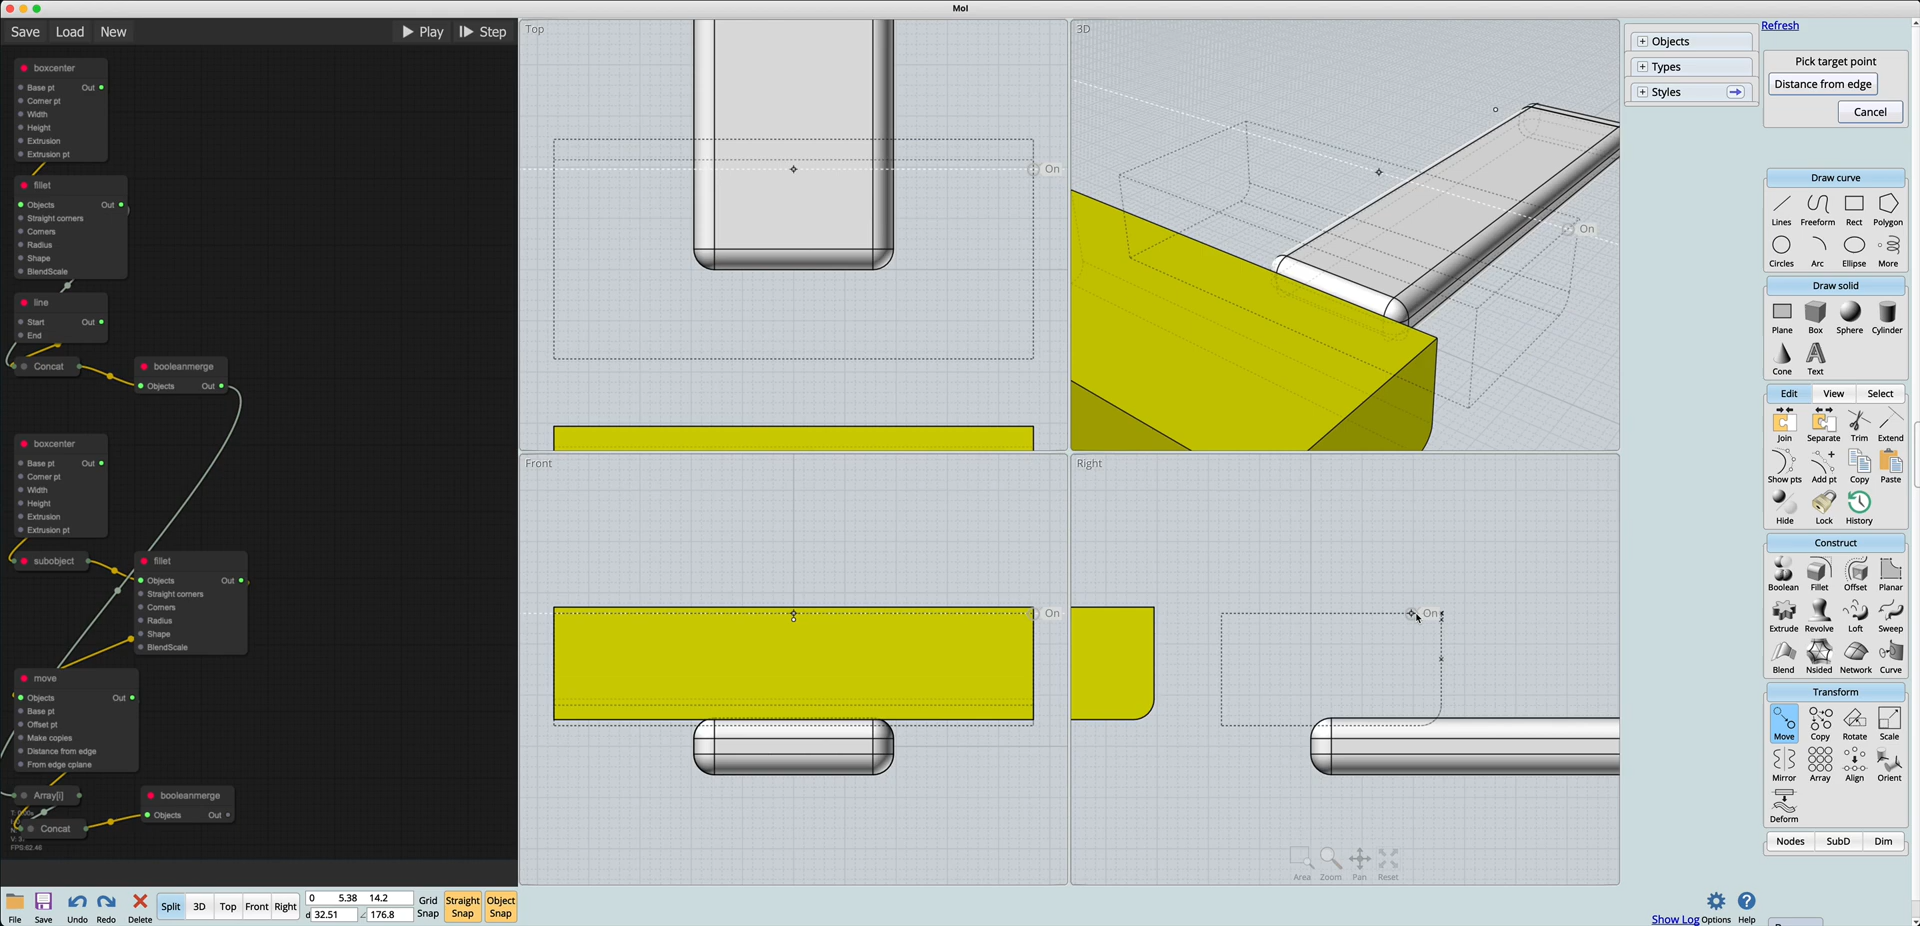 MoI
Save
Load
New
Play
Step
boxcenter
Base pt
Out
Corner pt
Width
Height
Extrusion
Extrusion pt
fillet
Objects
Out
Straight corners
Corners
Radius
Shape
BlendScale
line
Start
Out
End
Concat
booleanmerge
Objects
Out
boxcenter
Base pt
Out
Corner pt
Width
Height
Extrusion
Extrusion pt
subobject
fillet
Objects
Out
Straight corners
Corners
Radius
Shape
BlendScale
move
Objects
Out
Base pt
Offset pt
Make copies
Distance from edge
From edge cplane
Array[i]
booleanmerge
Objects
Out
Concat
FPS:62.46
Top
On
3D
On
Front
On
Right
On
Area
Zoom
Pan
Reset
Objects
Types
Styles
Refresh
Pick target point
Distance from edge
Cancel
Draw curve
Lines
Freeform
Rect
Polygon
Circles
Arc
Ellipse
More
Draw solid
Plane
Box
Sphere
Cylinder
Cone
Text
Edit
View
Select
Join
Separate
Trim
Extend
Show pts
Add pt
Copy
Paste
Hide
Lock
History
Construct
Boolean
Fillet
Offset
Planar
Extrude
Revolve
Loft
Sweep
Blend
Nsided
Network
Curve
Transform
Move
Copy
Rotate
Scale
Mirror
Array
Align
Orient
Deform
Nodes
SubD
Dim
File
Save
Undo
Redo
Delete
Split
3D
Top
Front
Right
0 5.38 14.2
d 32.51
∠ 176.8
Grid
Snap
Straight
Snap
Object
Snap
Show Log
Options
Help